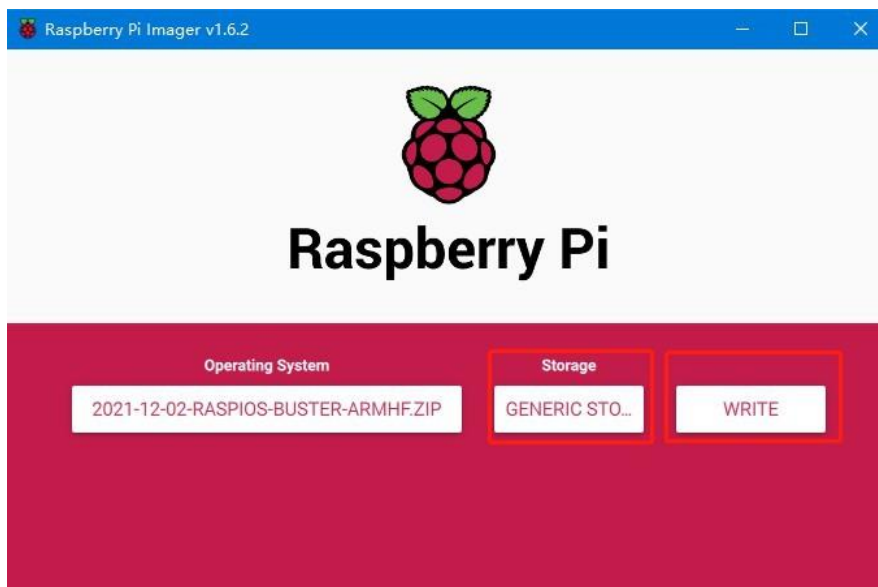 Raspberry Pi Imager v1.6.2
Raspberry Pi
Operating System
Storage
2021-12-02-RASPIOS-BUSTER-ARMHF.ZIP
GENERIC STO...
WRITE